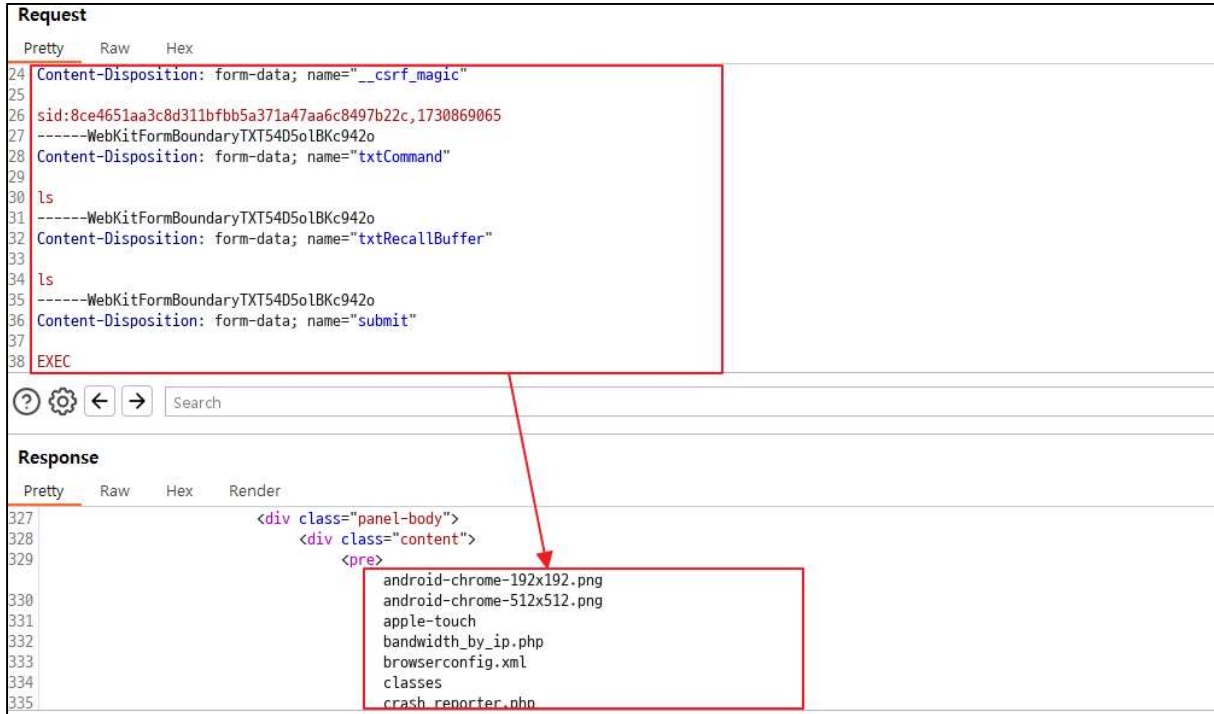 Request
Pretty Raw Hex
24 Content-Disposition: form-data; name="__csrf_magic"
25
26 sid:8ce4651aa3c8d311bfbb5a371a47aa6c8497b22c,1730869065
27 ------WebKitFormBoundaryTXT54D5olBKc942o
28 Content-Disposition: form-data; name="txtCommand"
29
30 ls
31 ------WebKitFormBoundaryTXT54D5olBKc942o
32 Content-Disposition: form-data; name="txtRecallBuffer"
33
34 ls
35 ------WebKitFormBoundaryTXT54D5olBKc942o
36 Content-Disposition: form-data; name="submit"
37
38 EXEC
Search
Response
Pretty Raw Hex Render
327 <div class="panel-body">
328 <div class="content">
329 <pre>
android-chrome-192x192.png
330 android-chrome-512x512.png
331 apple-touch
332 bandwidth_by_ip.php
333 browserconfig.xml
334 classes
335 crash_reporter.php